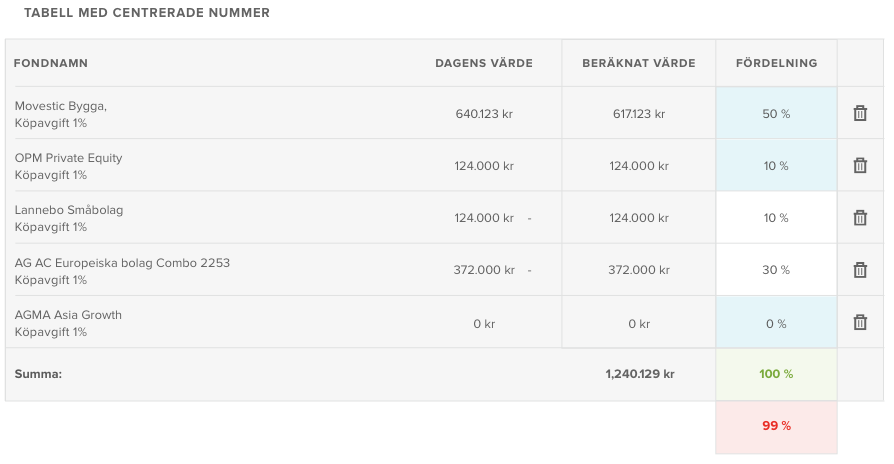 TABELL MED CENTRERADE NUMMER
FONDNAMN DAGENS VÄRDE BERÄKNAT VÄRDE FÖRDELNING
Movestic Bygga,
Köpavgift 1%
640.123 kr 617.123 kr 50 %
OPM Private Equity
Köpavgift 1%
124.000 kr 124.000 kr 10 %
Lannebo Småbolag
Köpavgift 1%
124.000 kr - 124.000 kr 10 %
AG AC Europeiska bolag Combo 2253
Köpavgift 1%
372.000 kr - 372.000 kr 30 %
AGMA Asia Growth
Köpavgift 1%
0 kr 0 kr 0 %
Summa: 1,240.129 kr 100 %
99 %